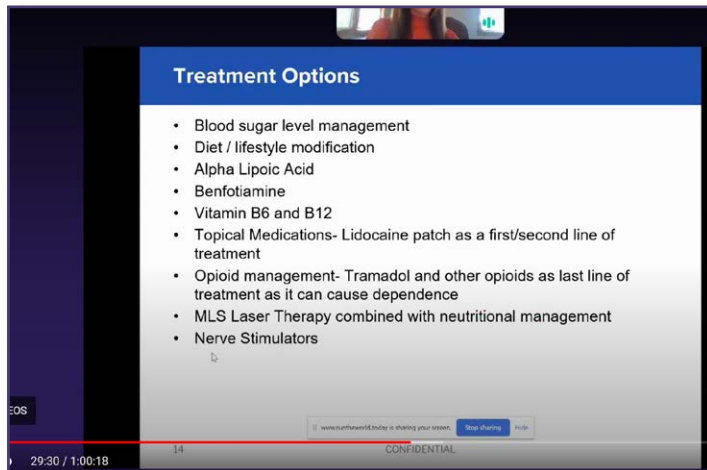 Treatment Options
• Blood sugar level management
• Diet / lifestyle modification
• Alpha Lipoic Acid
• Benfotiamine
• Vitamin B6 and B12
• Topical Medications- Lidocaine patch as a first/second line of
treatment
• Opioid management- Tramadol and other opioids as last line of
treatment as it can cause dependence
• MLS Laser Therapy combined with neutritional management
• Nerve Stimulators
EOS
www.runtheworld.today is sharing your screen. Stop sharing Hide
14 CONFIDENTIAL
29:30 / 1:00:18